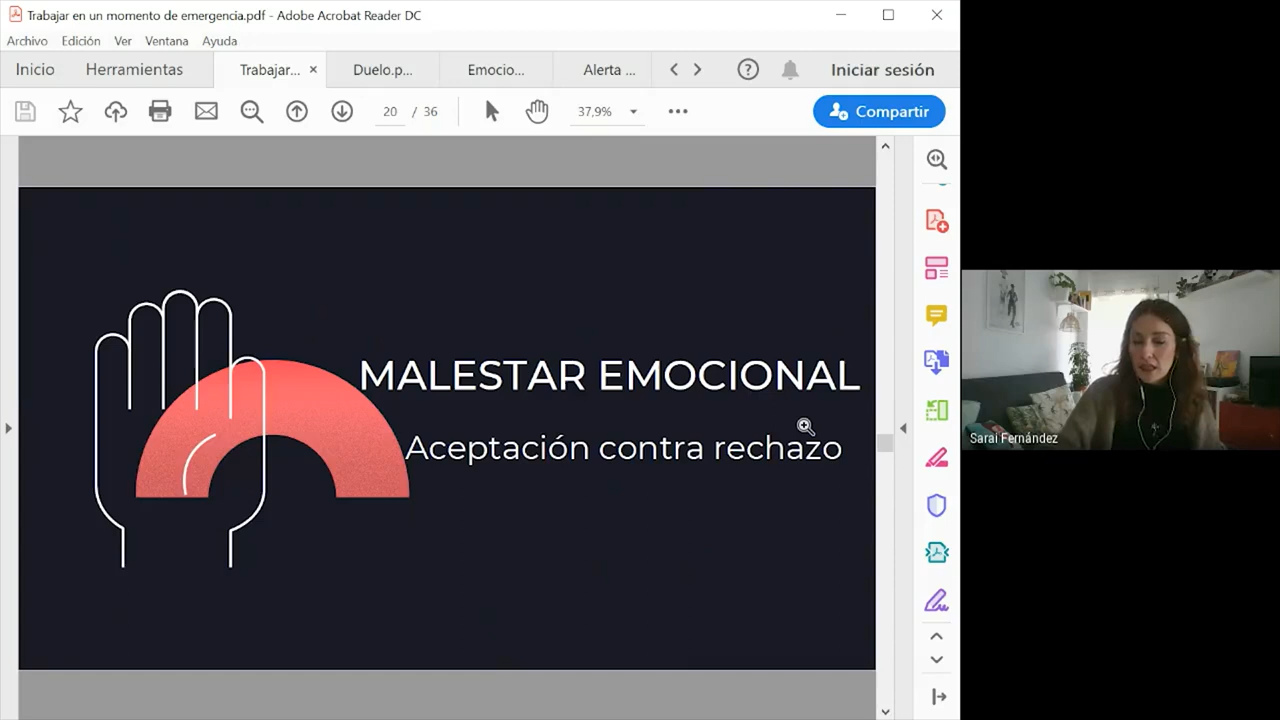 Trabajar en un momento de emergencia.pdf - Adobe Acrobat Reader DC
Archivo Edición Ver Ventana Ayuda
Inicio Herramientas Trabajar... × Duelo.p... Emocio... Alerta ... Iniciar sesión
20 / 36 37,9% Compartir
MALESTAR EMOCIONAL
Aceptación contra rechazo
Sarai Fernández